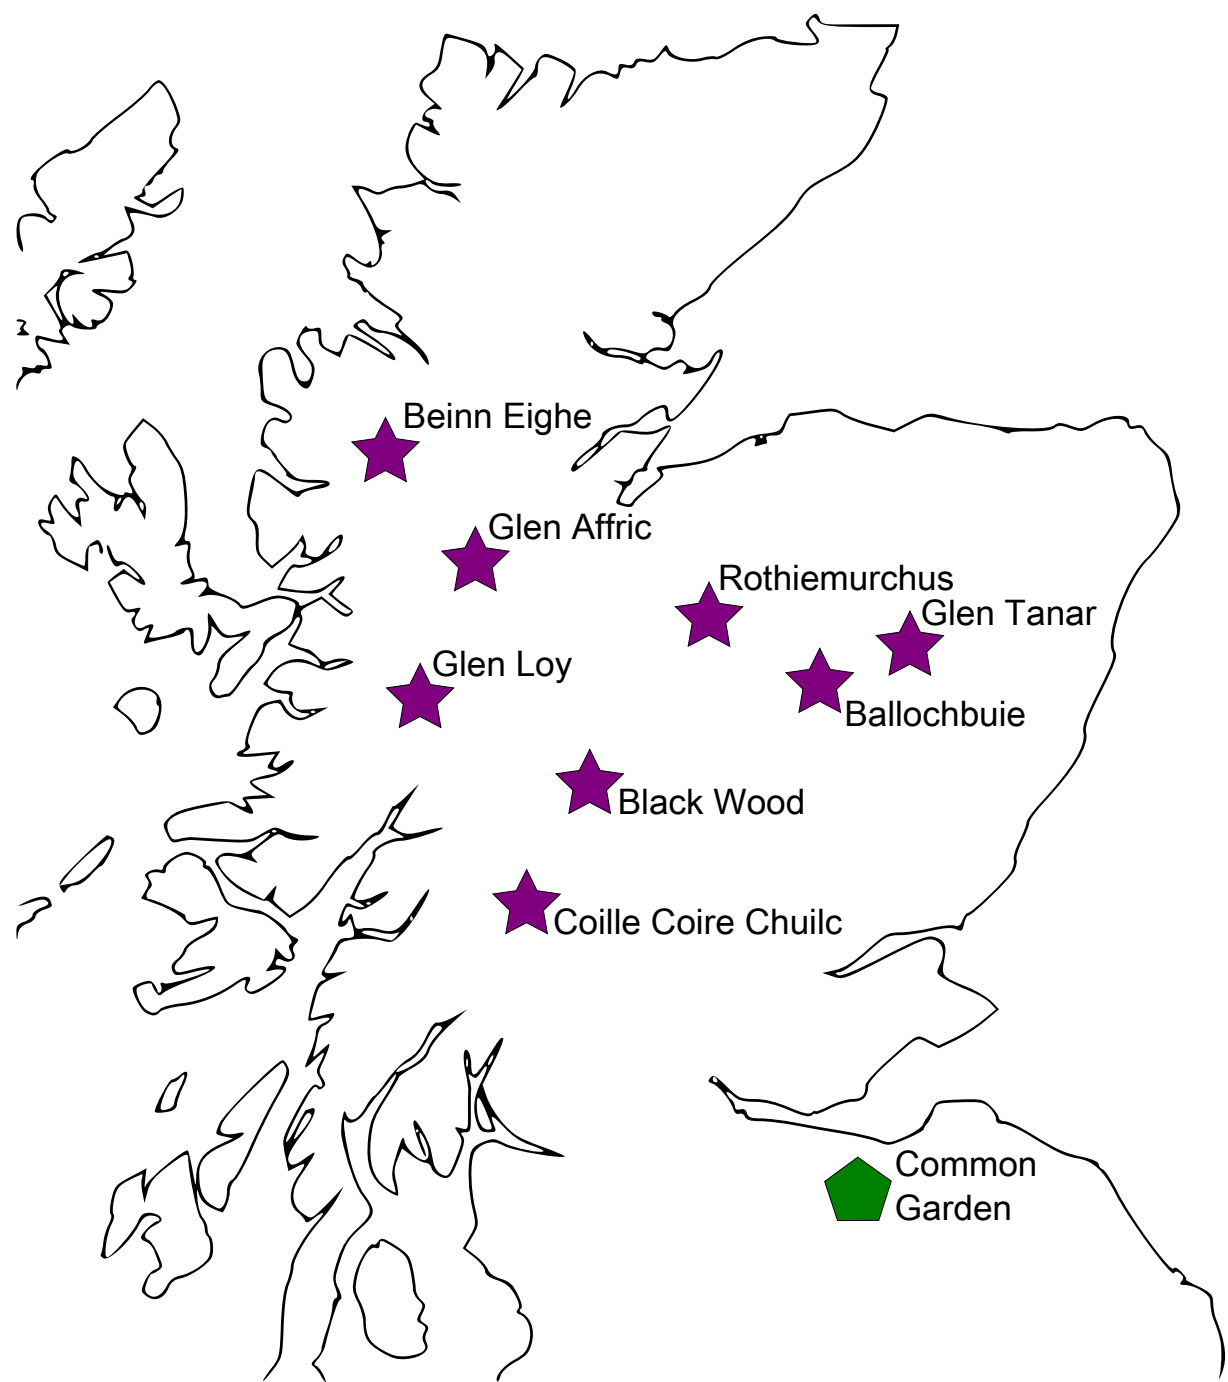 Beinn Eighe
Glen Affric
Rothiemurchus
Glen Tanar
Glen Loy
Ballochbuie
Black Wood
Coille Coire Chuilc
Common
Garden